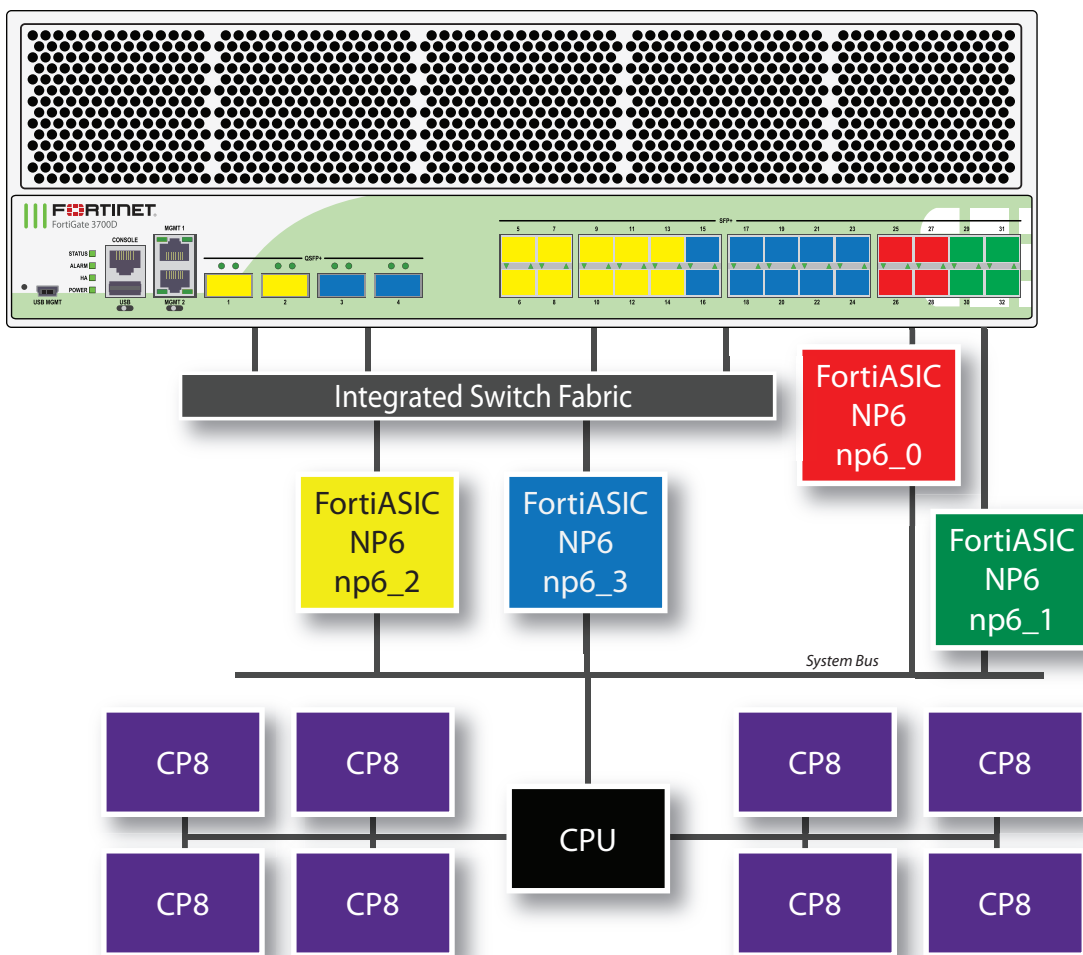 FORTINET
FortiGate 3700D
STATUS
ALARM
HA
POWER
USB MGMT
CONSOLE
USB
MGMT 1
MGMT 2
QSFP+
1 2 3 4
SFP+
5 7 9 11 13 15 17 19 21 23 25 27 29 31
6 8 10 12 14 16 18 20 22 24 26 28 30 32
Integrated Switch Fabric
FortiASIC
NP6
np6_0
FortiASIC
NP6
np6_2
FortiASIC
NP6
np6_3
FortiASIC
NP6
np6_1
System Bus
CP8 CP8 CP8 CP8
CPU
CP8 CP8 CP8 CP8